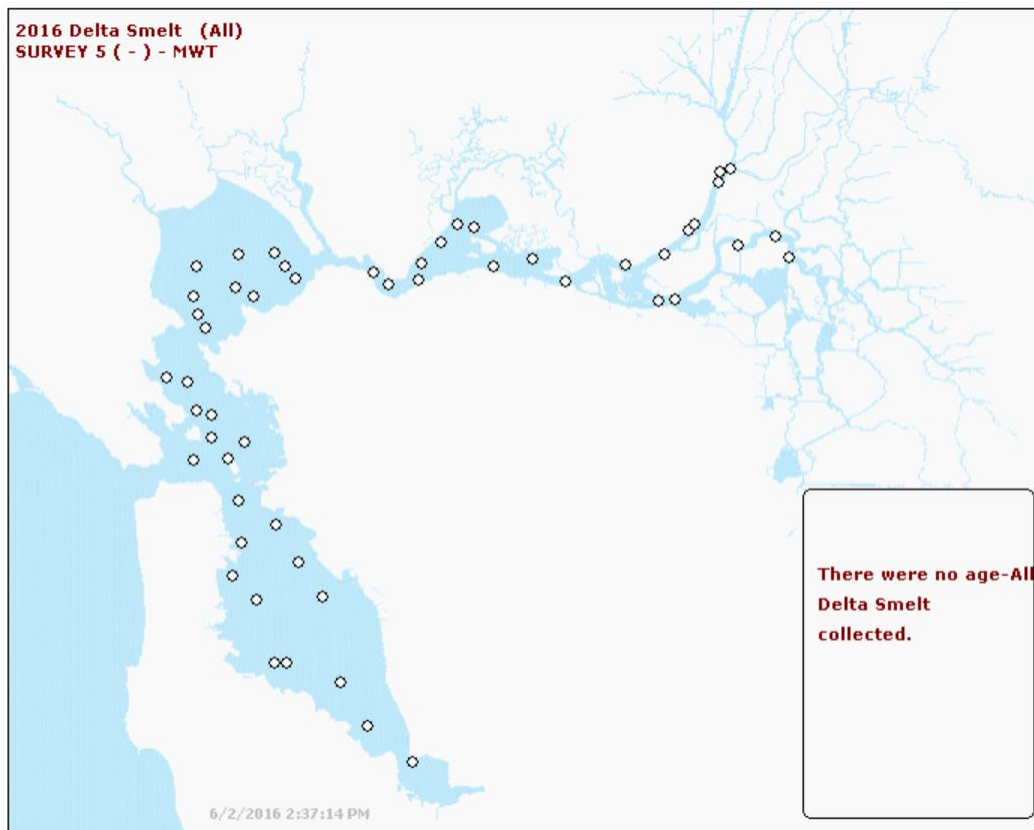 2016 Delta Smelt (All)
SURVEY 5 ( - ) - MWT
There were no age-All
Delta Smelt
collected.
6/2/2016 2:37:14 PM